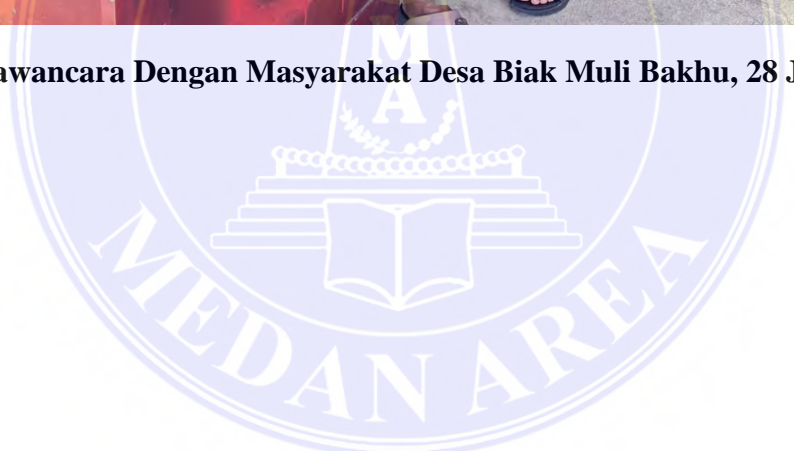 M
awancara Dengan Masyarakat Desa Biak Muli Bakhu, 28 J
A
MEDAN AREA